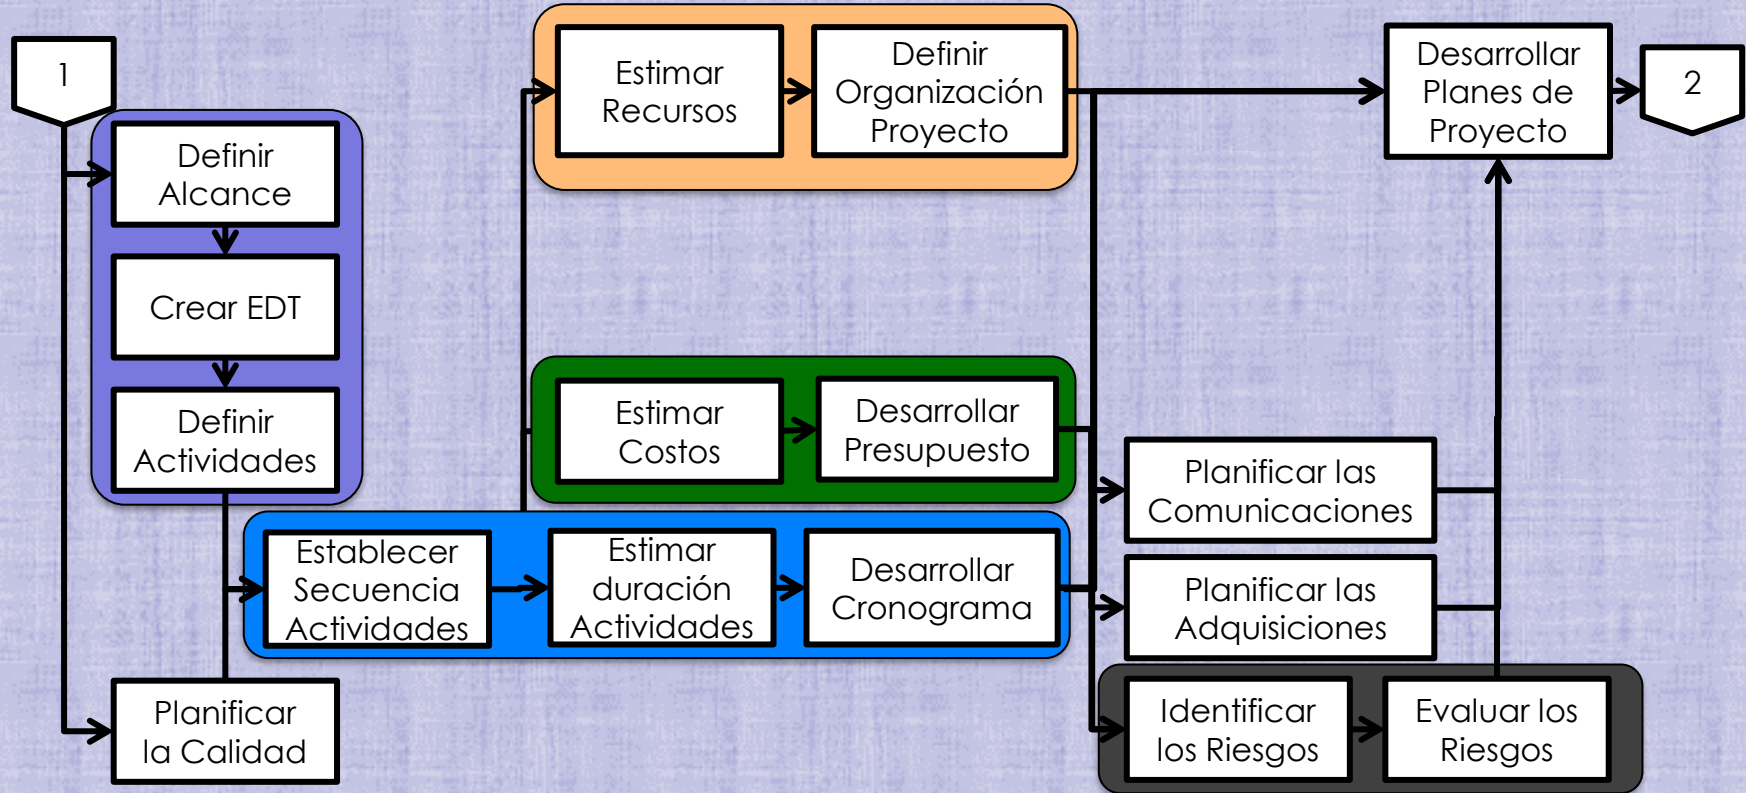 1
Definir
Alcance
Crear EDT
Definir
Actividades
Planificar
la Calidad
Estimar
Recursos
Definir
Organización
Proyecto
Estimar
Costos
Desarrollar
Presupuesto
Establecer
Secuencia
Actividades
Estimar
duración
Actividades
Desarrollar
Cronograma
Planificar las
Comunicaciones
Planificar las
Adquisiciones
Identificar
los Riesgos
Evaluar los
Riesgos
Desarrollar
Planes de
Proyecto
2